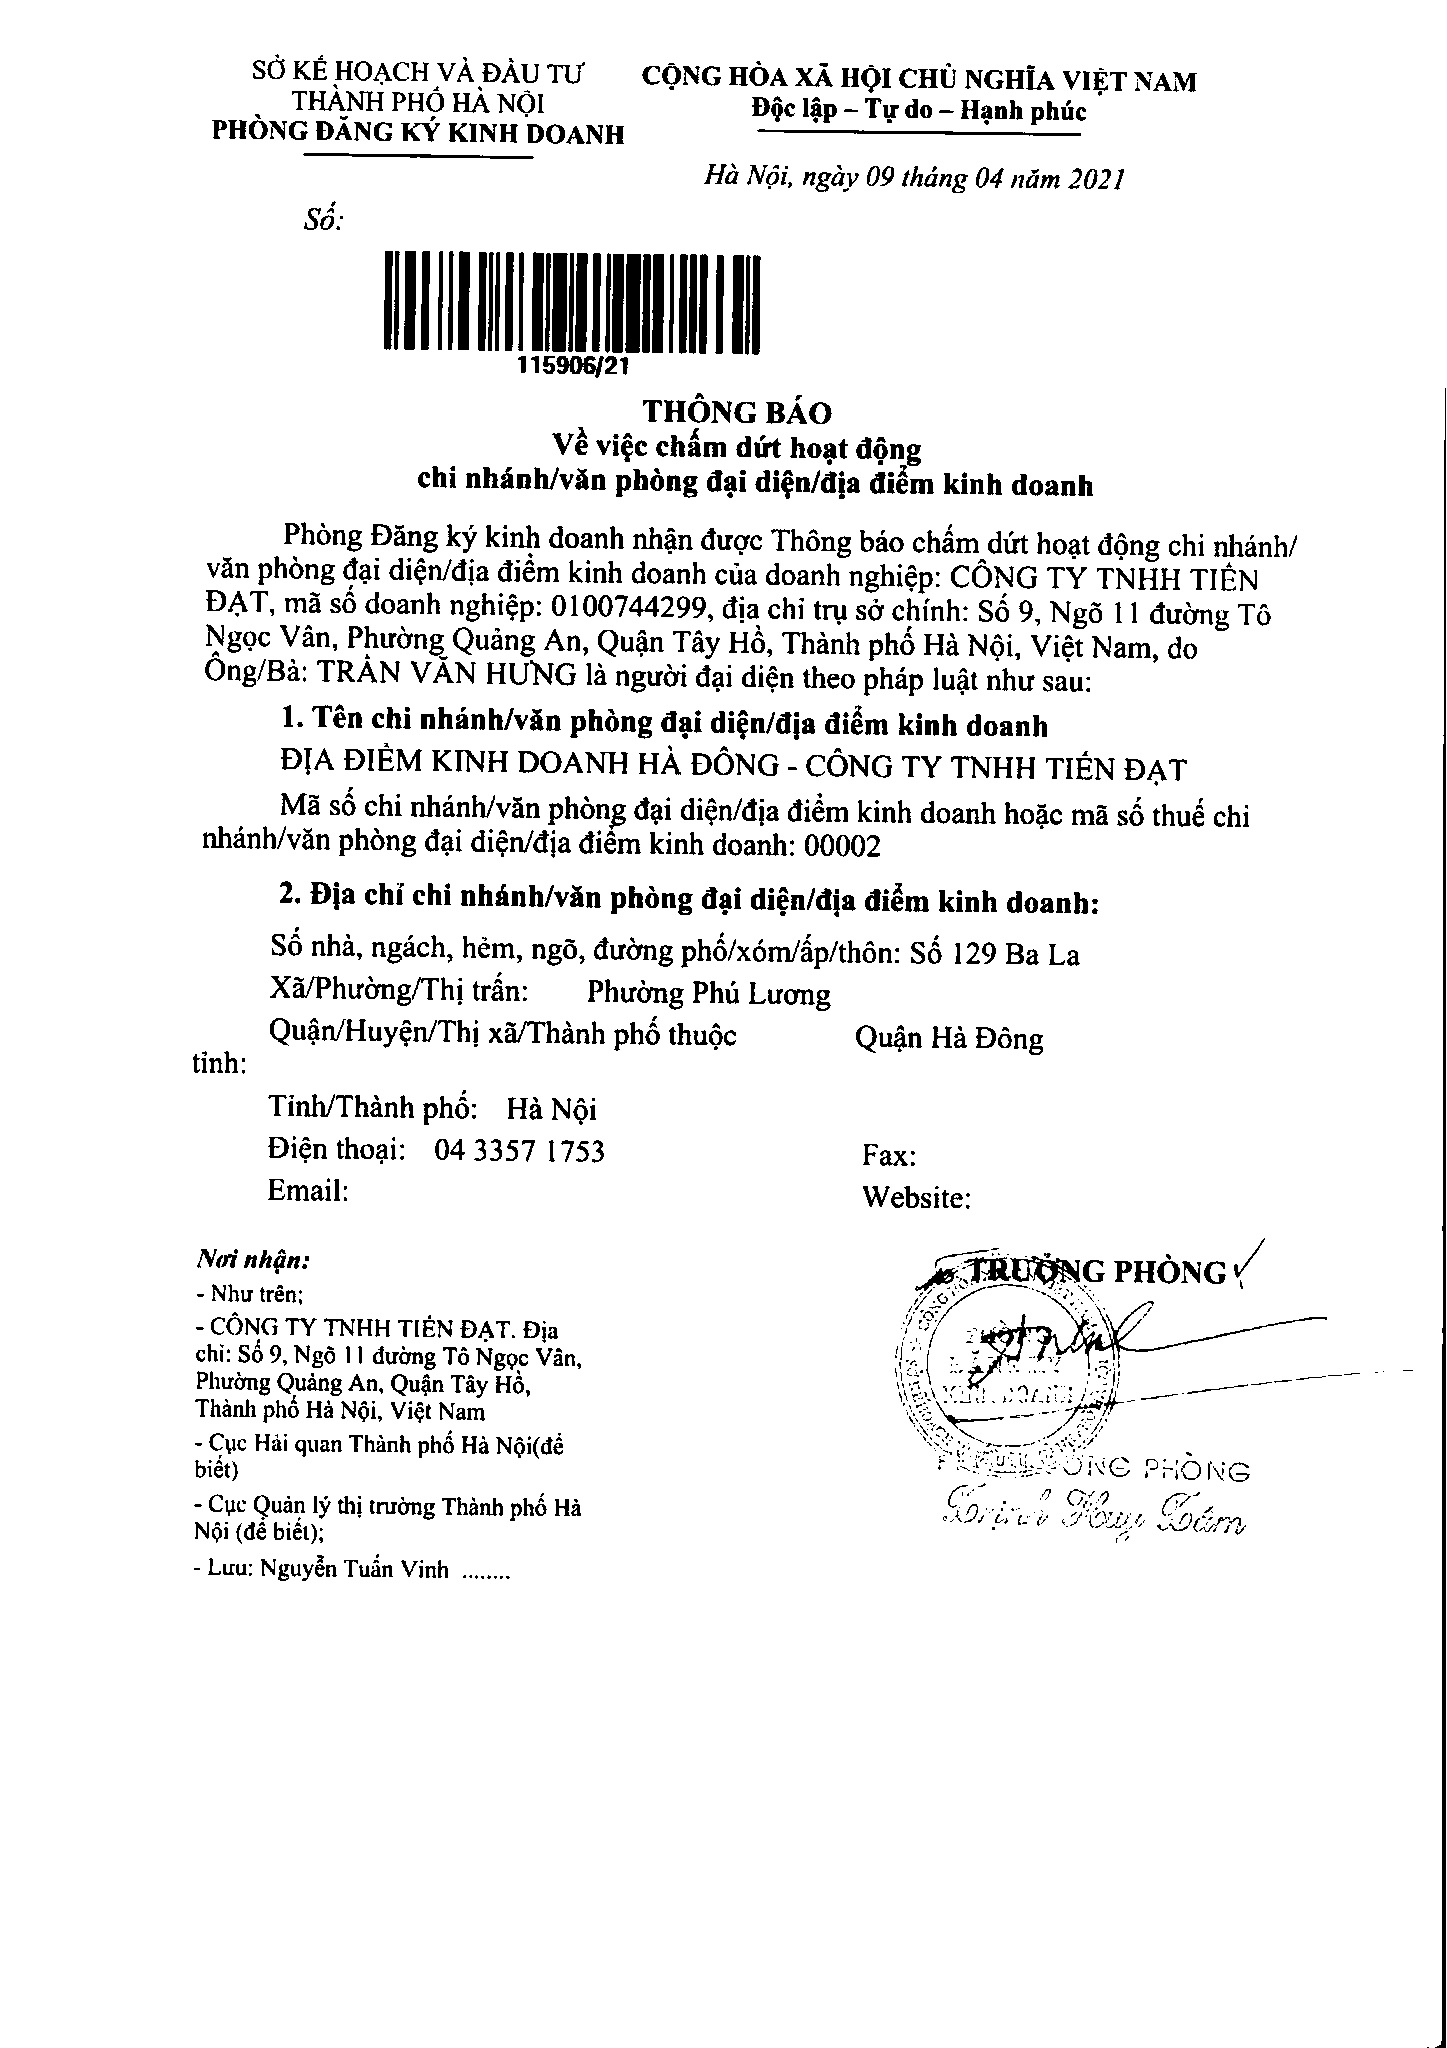 SỞ KẾ HOẠCH VÀ ĐẦU TƯ
THÀNH PHỐ HÀ NỘI
PHÒNG ĐĂNG KÝ KINH DOANH
CỘNG HÒA XÃ HỘI CHỦ NGHĨA VIỆT NAM
Độc lập – Tự do – Hạnh phúc
Hà Nội, ngày 09 tháng 04 năm 2021
Số:
115906/21
THÔNG BÁO
Về việc chấm dứt hoạt động
chi nhánh/văn phòng đại diện/địa điểm kinh doanh
Phòng Đăng ký kinh doanh nhận được Thông báo chấm dứt hoạt động chi nhánh/
văn phòng đại diện/địa điểm kinh doanh của doanh nghiệp: CÔNG TY TNHH TIẾN
ĐẠT, mã số doanh nghiệp: 0100744299, địa chỉ trụ sở chính: Số 9, Ngõ 11 đường Tô
Ngọc Vân, Phường Quảng An, Quận Tây Hồ, Thành phố Hà Nội, Việt Nam, do
Ông/Bà: TRẦN VĂN HƯNG là người đại diện theo pháp luật như sau:
1. Tên chi nhánh/văn phòng đại diện/địa điểm kinh doanh
ĐỊA ĐIỂM KINH DOANH HÀ ĐÔNG - CÔNG TY TNHH TIẾN ĐẠT
Mã số chi nhánh/văn phòng đại diện/địa điểm kinh doanh hoặc mã số thuế chi
nhánh/văn phòng đại diện/địa điểm kinh doanh: 00002
2. Địa chỉ chi nhánh/văn phòng đại diện/địa điểm kinh doanh:
Số nhà, ngách, hẻm, ngõ, đường phố/xóm/ấp/thôn: Số 129 Ba La
Xã/Phường/Thị trấn: Phường Phú Lương
Quận/Huyện/Thị xã/Thành phố thuộc Quận Hà Đông
tỉnh:
Tỉnh/Thành phố: Hà Nội
Điện thoại: 04 3357 1753 Fax:
Email: Website:
Nơi nhận:
- Như trên;
- CÔNG TY TNHH TIẾN ĐẠT. Địa
chỉ: Số 9, Ngõ 11 đường Tô Ngọc Vân,
Phường Quảng An, Quận Tây Hồ,
Thành phố Hà Nội, Việt Nam
- Cục Hải quan Thành phố Hà Nội(để
biết)
- Cục Quản lý thị trường Thành phố Hà
Nội (để biết);
- Lưu: Nguyễn Tuấn Vinh ........
TRƯỞNG PHÒNG
PHÒNG
Trịnh Huy Tám